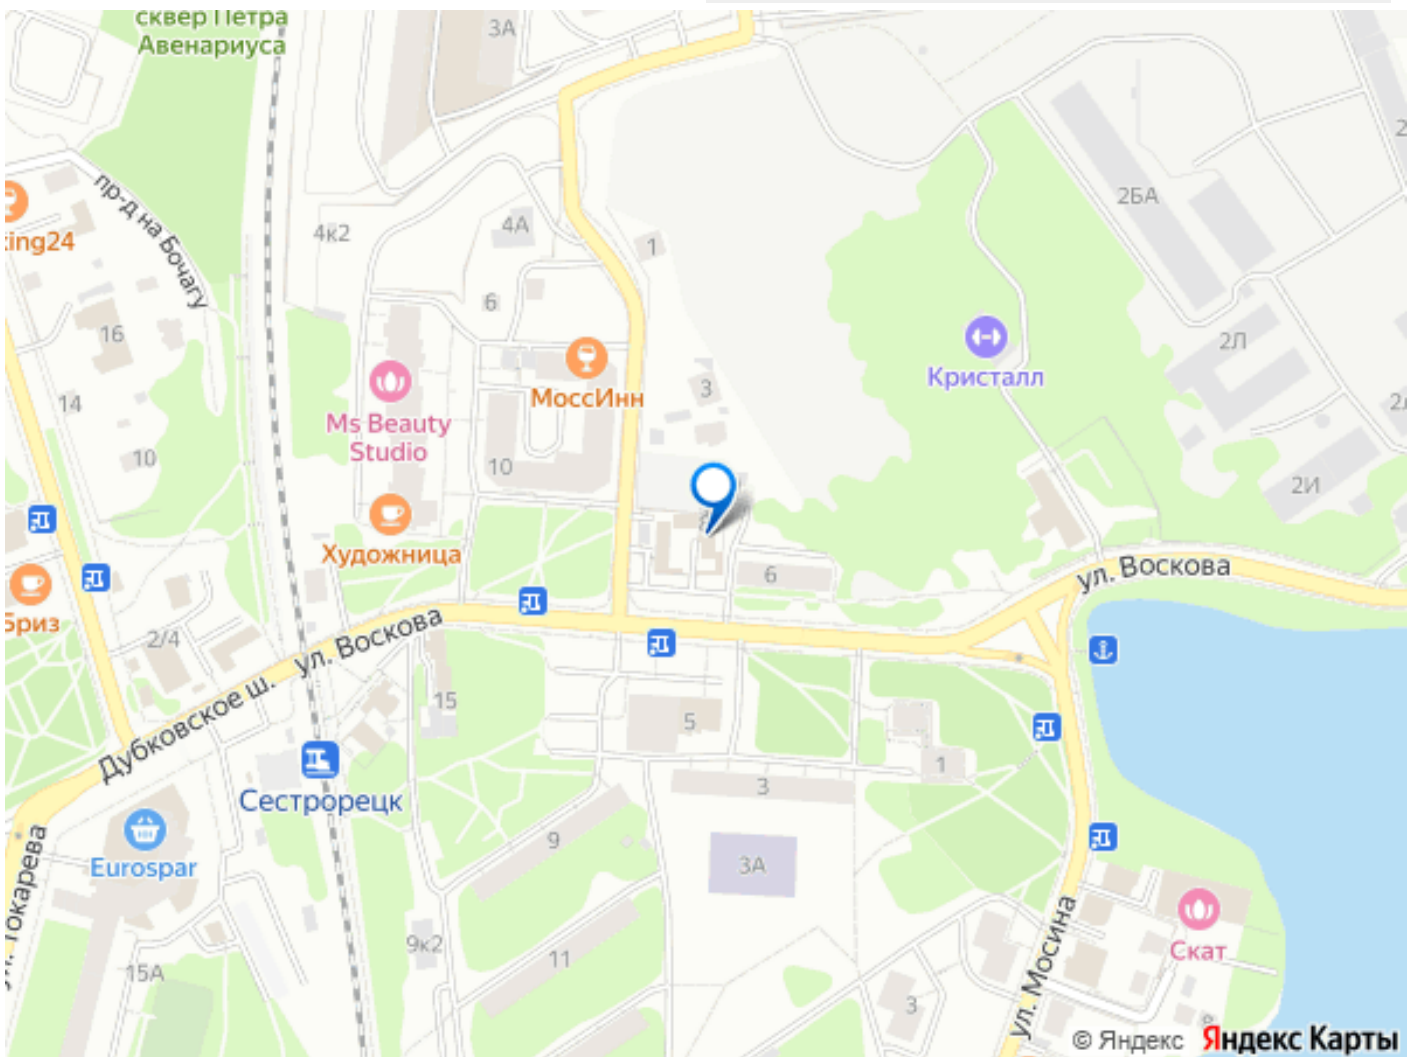 сквер Петра
Авенариуса
3А
2БА
пр-д на Бочагу
king24
4к2
4А
1
6
16
МоссИнн
Кристалл
2Л
3
14
Ms Beauty
Studio
10
10
2И
Художница
6
ул. Воскова
Бриз
2/4
ул. Воскова
Дубковское ш.
15
5
1
3
Сестрорецк
Eurospar
ул. Токарева
9
3А
9к2
11
15А
Скат
ул. Мосина
3
© Яндекс
Яндекс Карты